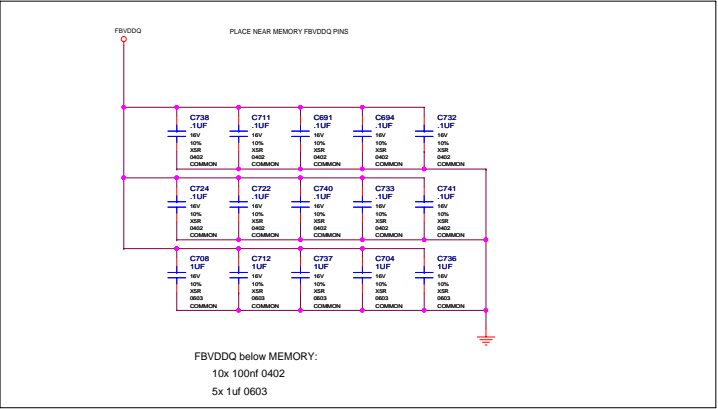 FBVDDQ
PLACE NEAR MEMORY FBVDDQ PINS
C738
.1UF
16V
10%
X5R
0402
COMMON
C711
.1UF
16V
10%
X5R
0402
COMMON
C691
.1UF
16V
10%
X5R
0402
COMMON
C694
.1UF
16V
10%
X5R
0402
COMMON
C732
.1UF
16V
10%
X5R
0402
COMMON
C724
.1UF
16V
10%
X5R
0402
COMMON
C722
.1UF
16V
10%
X5R
0402
COMMON
C740
.1UF
16V
10%
X5R
0402
COMMON
C733
.1UF
16V
10%
X5R
0402
COMMON
C741
.1UF
16V
10%
X5R
0402
COMMON
C708
1UF
16V
10%
X5R
0603
COMMON
C712
1UF
16V
10%
X5R
0603
COMMON
C737
1UF
16V
10%
X5R
0603
COMMON
C704
1UF
16V
10%
X5R
0603
COMMON
C736
1UF
16V
10%
X5R
0603
COMMON
FBVDDQ below MEMORY:
10x 100nf 0402
5x 1uf 0603